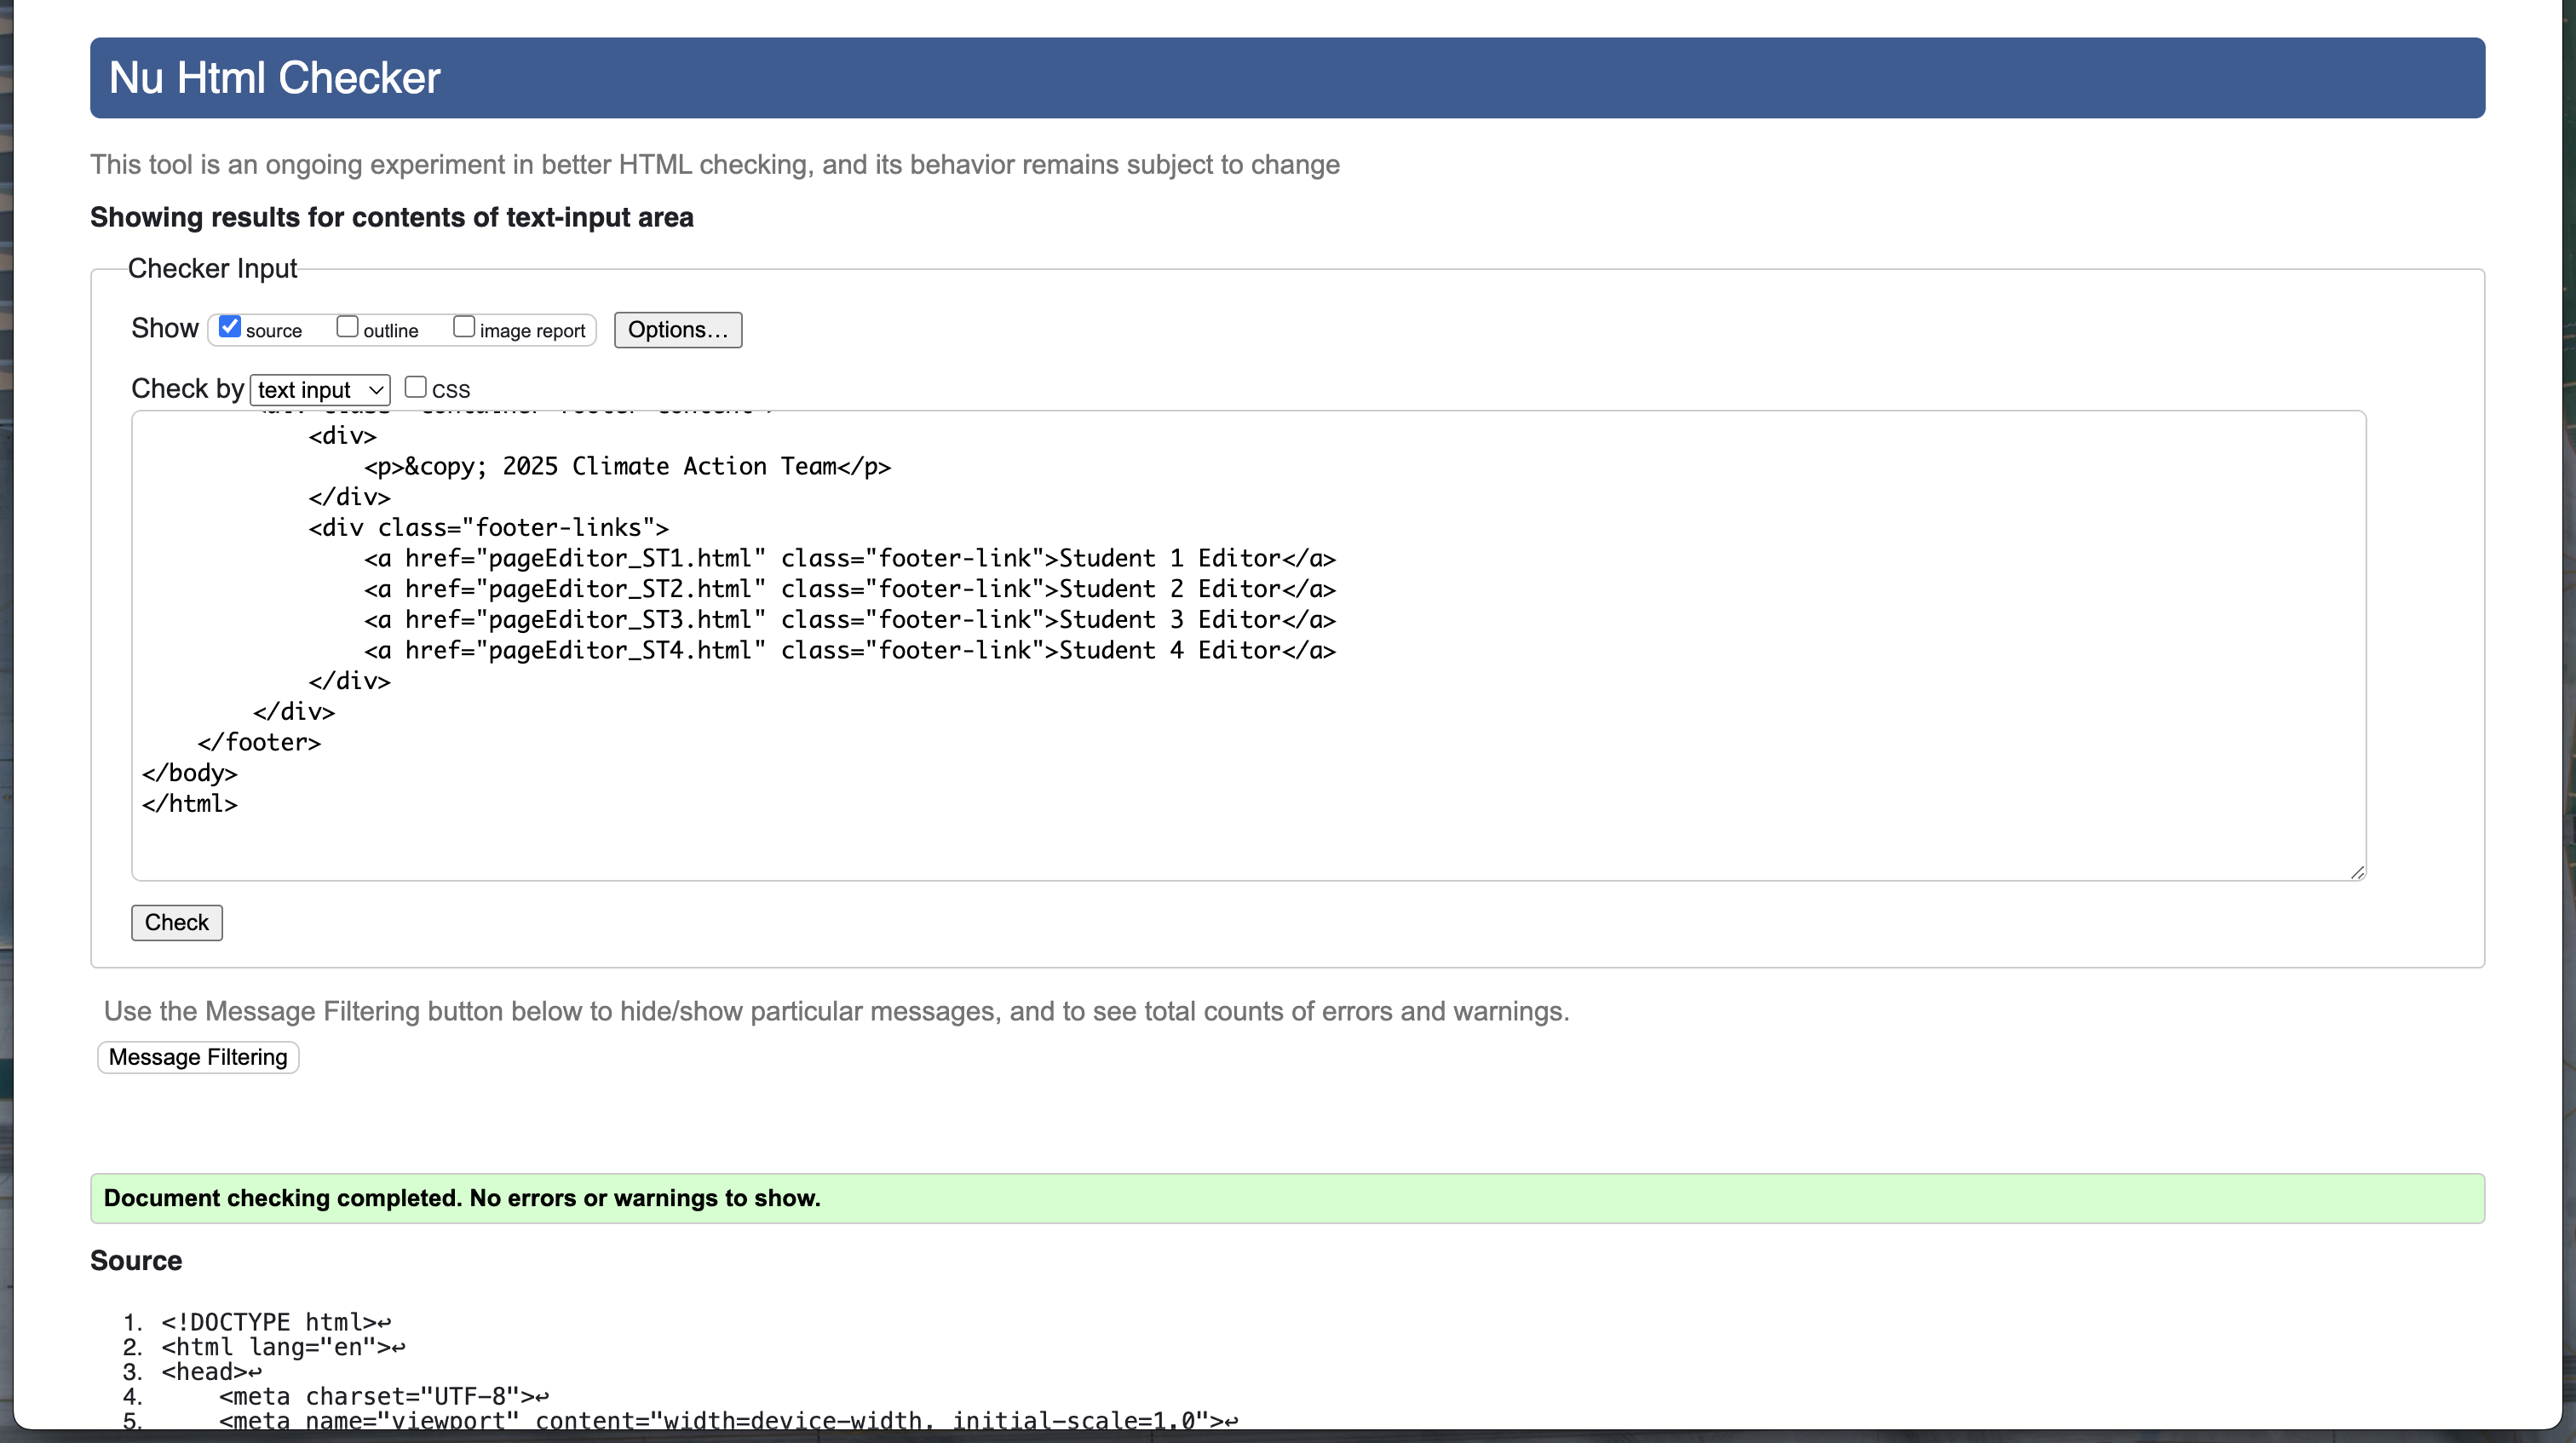 Nu Html Checker
This tool is an ongoing experiment in better HTML checking, and its behavior remains subject to change
Showing results for contents of text-input area
Checker Input
Show source outline image report Options...
Check by text input CSS
<div>
<p>&copy; 2025 Climate Action Team</p>
</div>
<div class="footer-links">
<a href="pageEditor_ST1.html" class="footer-link">Student 1 Editor</a>
<a href="pageEditor_ST2.html" class="footer-link">Student 2 Editor</a>
<a href="pageEditor_ST3.html" class="footer-link">Student 3 Editor</a>
<a href="pageEditor_ST4.html" class="footer-link">Student 4 Editor</a>
</div>
</div>
</footer>
</body>
</html>
Check
Use the Message Filtering button below to hide/show particular messages, and to see total counts of errors and warnings.
Message Filtering
Document checking completed. No errors or warnings to show.
Source
1. <!DOCTYPE html>↩
2. <html lang="en">↩
3. <head>↩
4. <meta charset="UTF-8">↩
5. <meta name="viewport" content="width=device-width, initial-scale=1.0">↩